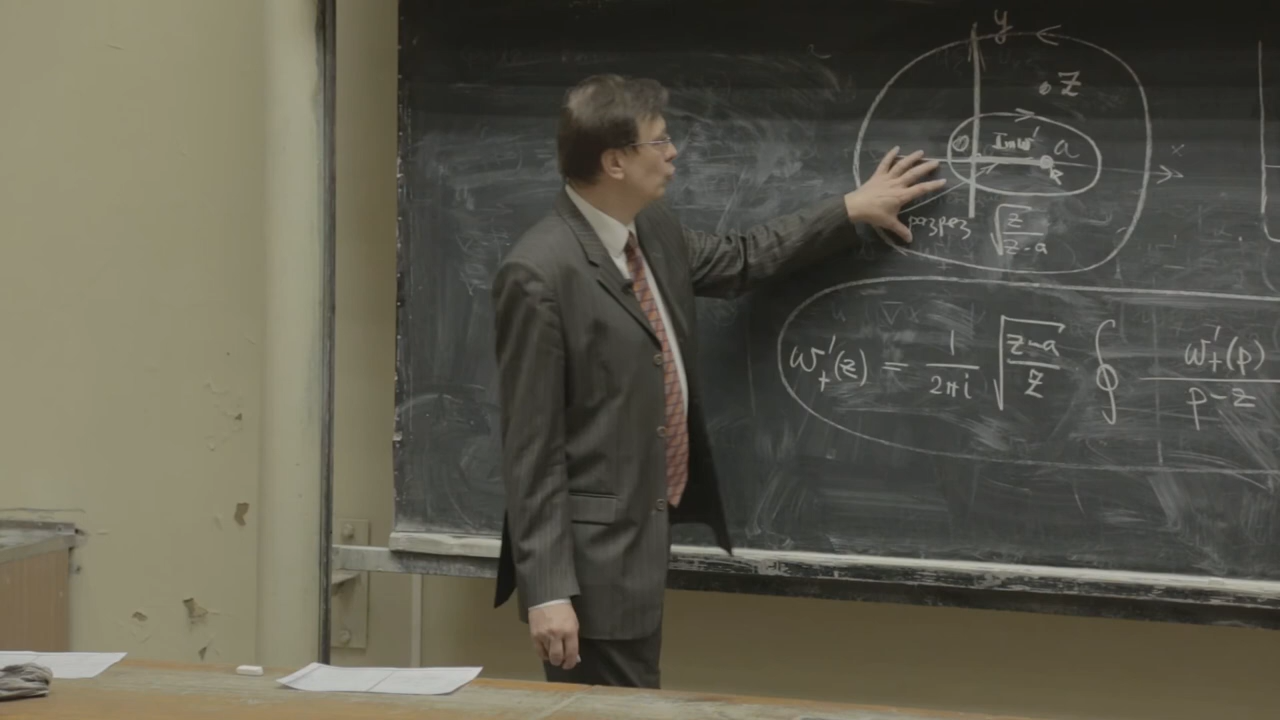 y
z
0 Im w' a x
разрез √(z/(z-a))
w'₊(z) = 1/(2πi) √((z-a)/z) ∮ w'₊(p)/(p-z)